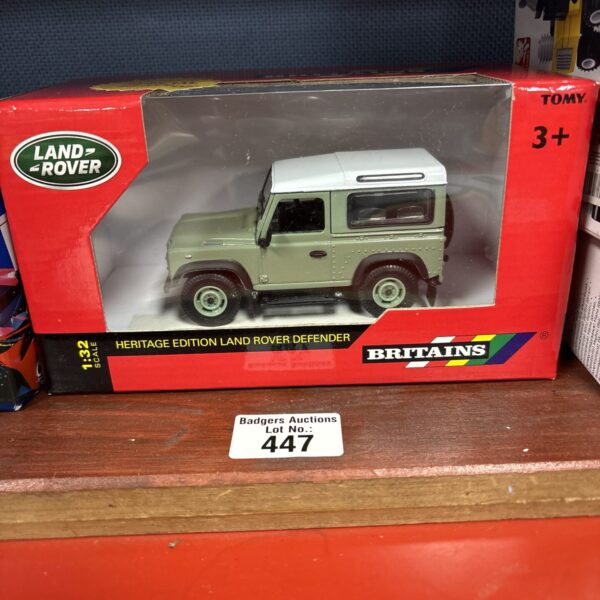 LAND-
ROVER
TOMY
3+
1:32
SCALE
HERITAGE EDITION LAND ROVER DEFENDER
BRITAINS
®
Badgers Auctions
Lot No.:
447